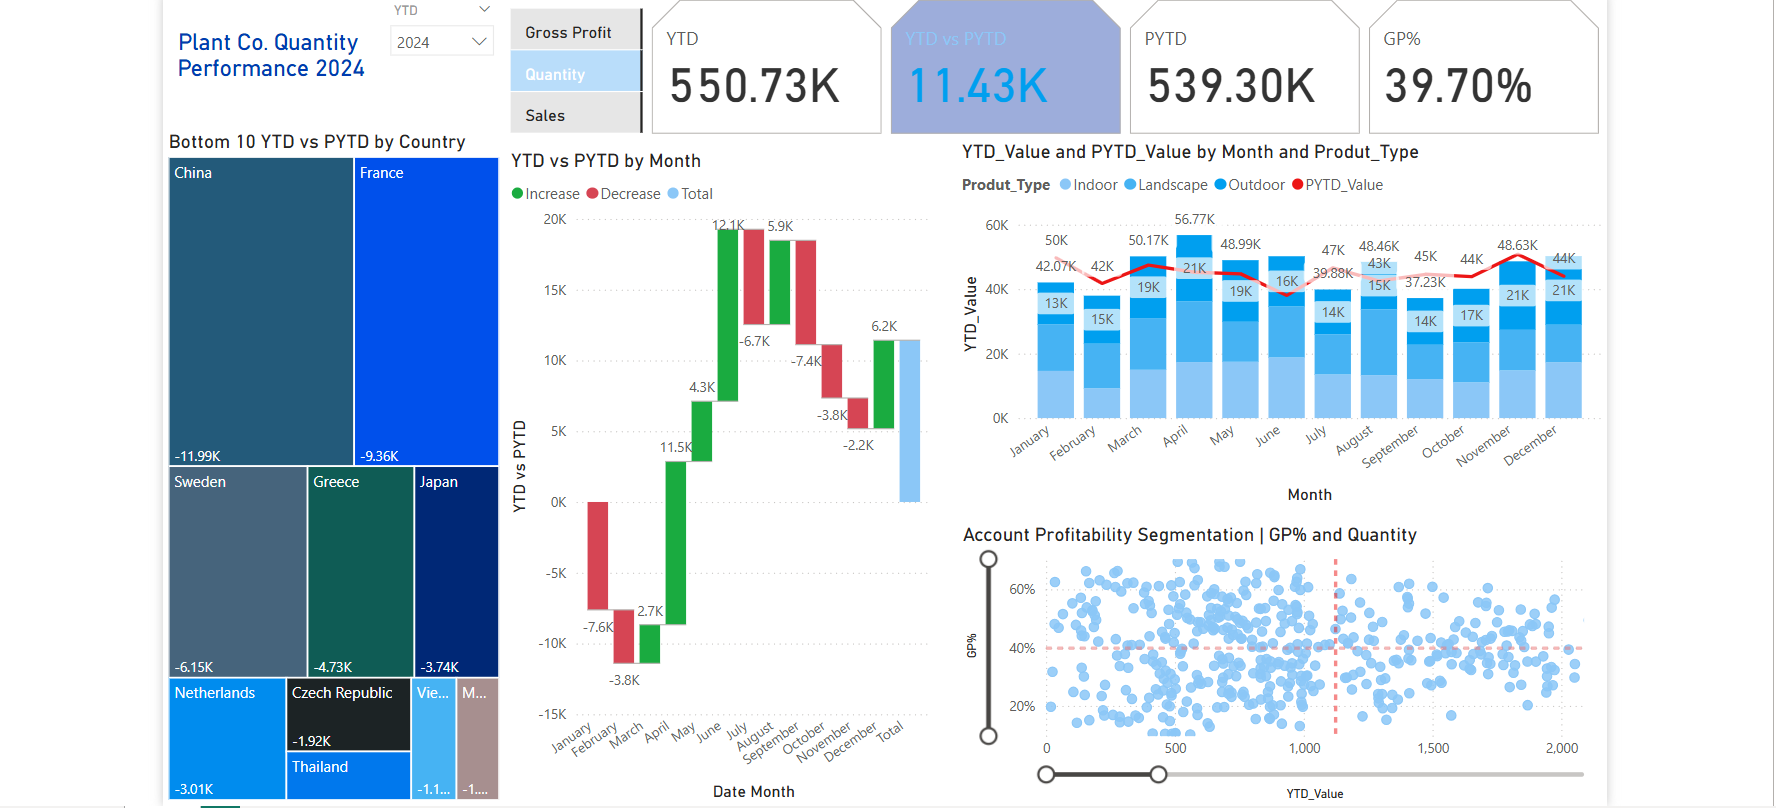 YTD
2024
Plant Co. Quantity
Performance 2024
Gross Profit
Quantity
Sales
YTD
550.73K
YTD vs PYTD
11.43K
PYTD
539.30K
GP%
39.70%
Bottom 10 YTD vs PYTD by Country
China
-11.99K
France
-9.36K
Sweden
-6.15K
Greece
-4.73K
Japan
-3.74K
Netherlands
-3.01K
Czech Republic
-1.92K
Thailand
Vie...
-1.1...
M...
-1....
YTD vs PYTD by Month
Increase Decrease Total
YTD vs PYTD
20K
15K
10K
5K
0K
-5K
-10K
-15K
-7.6K
-3.8K
2.7K
11.5K
4.3K
12.1K
-6.7K
5.9K
-7.4K
-3.8K
-2.2K
6.2K
January February March April May June July August September October November December Total
Date Month
YTD_Value and PYTD_Value by Month and Produt_Type
Produt_Type Indoor Landscape Outdoor PYTD_Value
YTD_Value
60K
40K
20K
0K
50K 42K 47K 43K 45K 44K 44K
42.07K 50.17K 56.77K 48.99K 39.88K 48.46K 37.23K 48.63K
13K 15K 19K 21K 19K 16K 14K 15K 14K 17K 21K 21K
January February March April May June July August September October November December
Month
Account Profitability Segmentation | GP% and Quantity
GP%
60%
40%
20%
0 500 1,000 1,500 2,000
YTD_Value